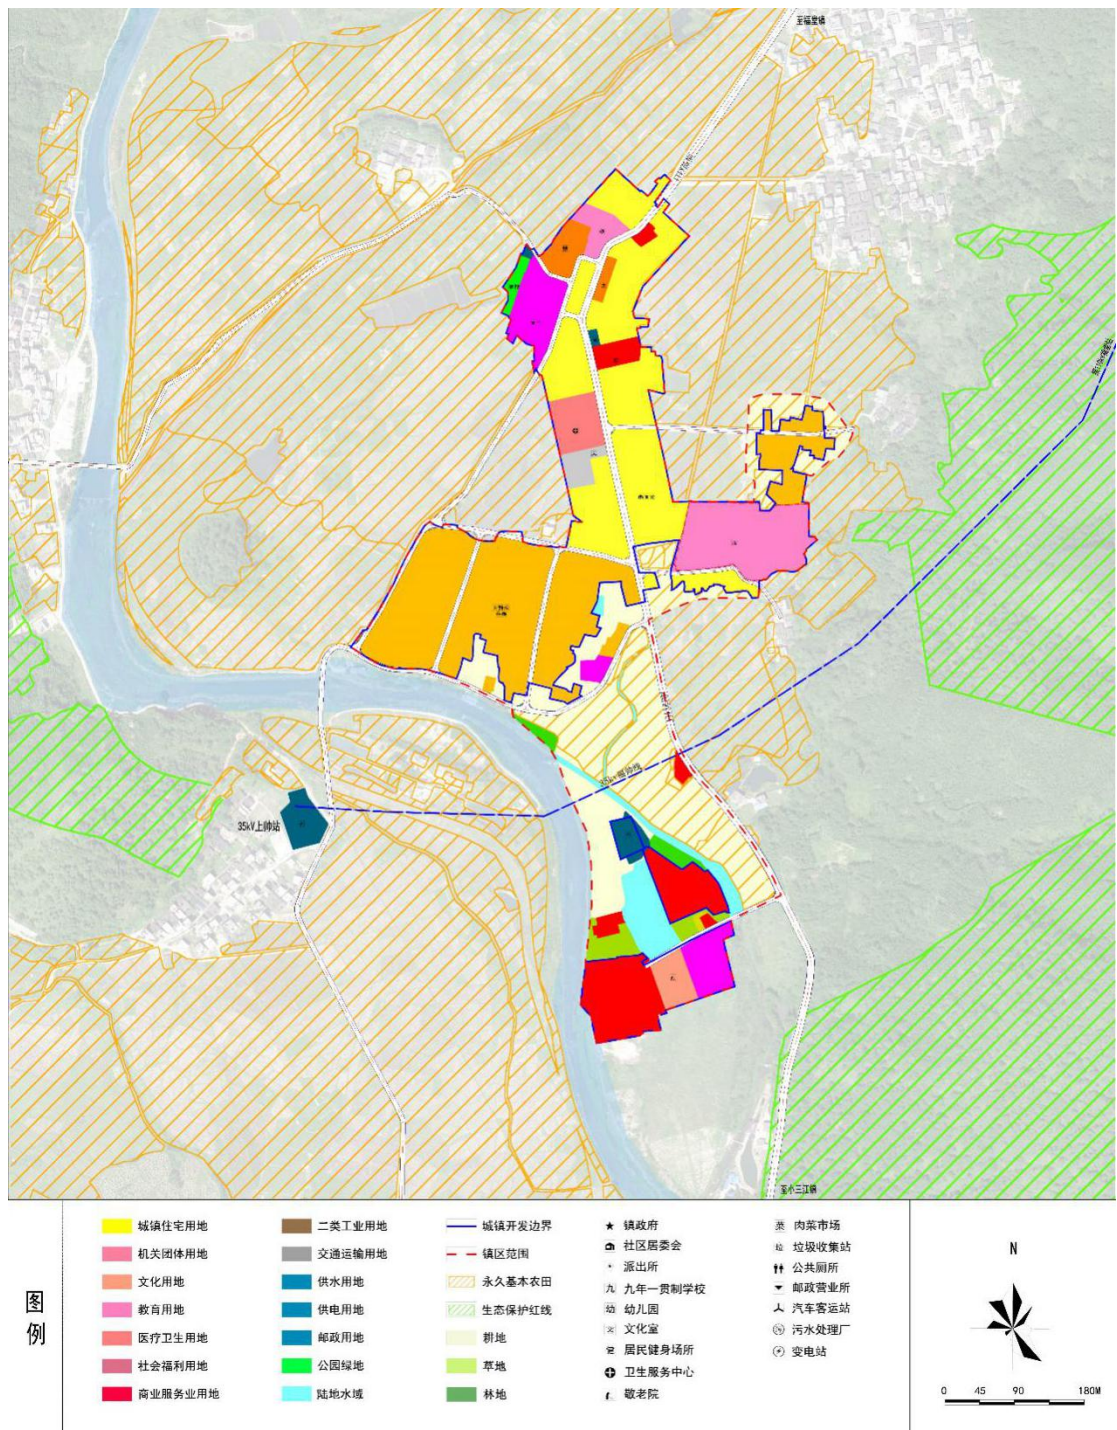 至福堂镇
35kV福帅线
35kV上帅站
至小三江镇
图例
城镇住宅用地
机关团体用地
文化用地
教育用地
医疗卫生用地
社会福利用地
商业服务业用地
二类工业用地
交通运输用地
供水用地
供电用地
邮政用地
公园绿地
陆地水域
城镇开发边界
镇区范围
永久基本农田
生态保护红线
耕地
草地
林地
镇政府
社区居委会
派出所
九 九年一贯制学校
幼 幼儿园
文 文化室
居民健身场所
卫生服务中心
敬老院
菜 肉菜市场
垃 垃圾收集站
公共厕所
邮政营业所
汽车客运站
污水处理厂
变电站
N
0 45 90 180M